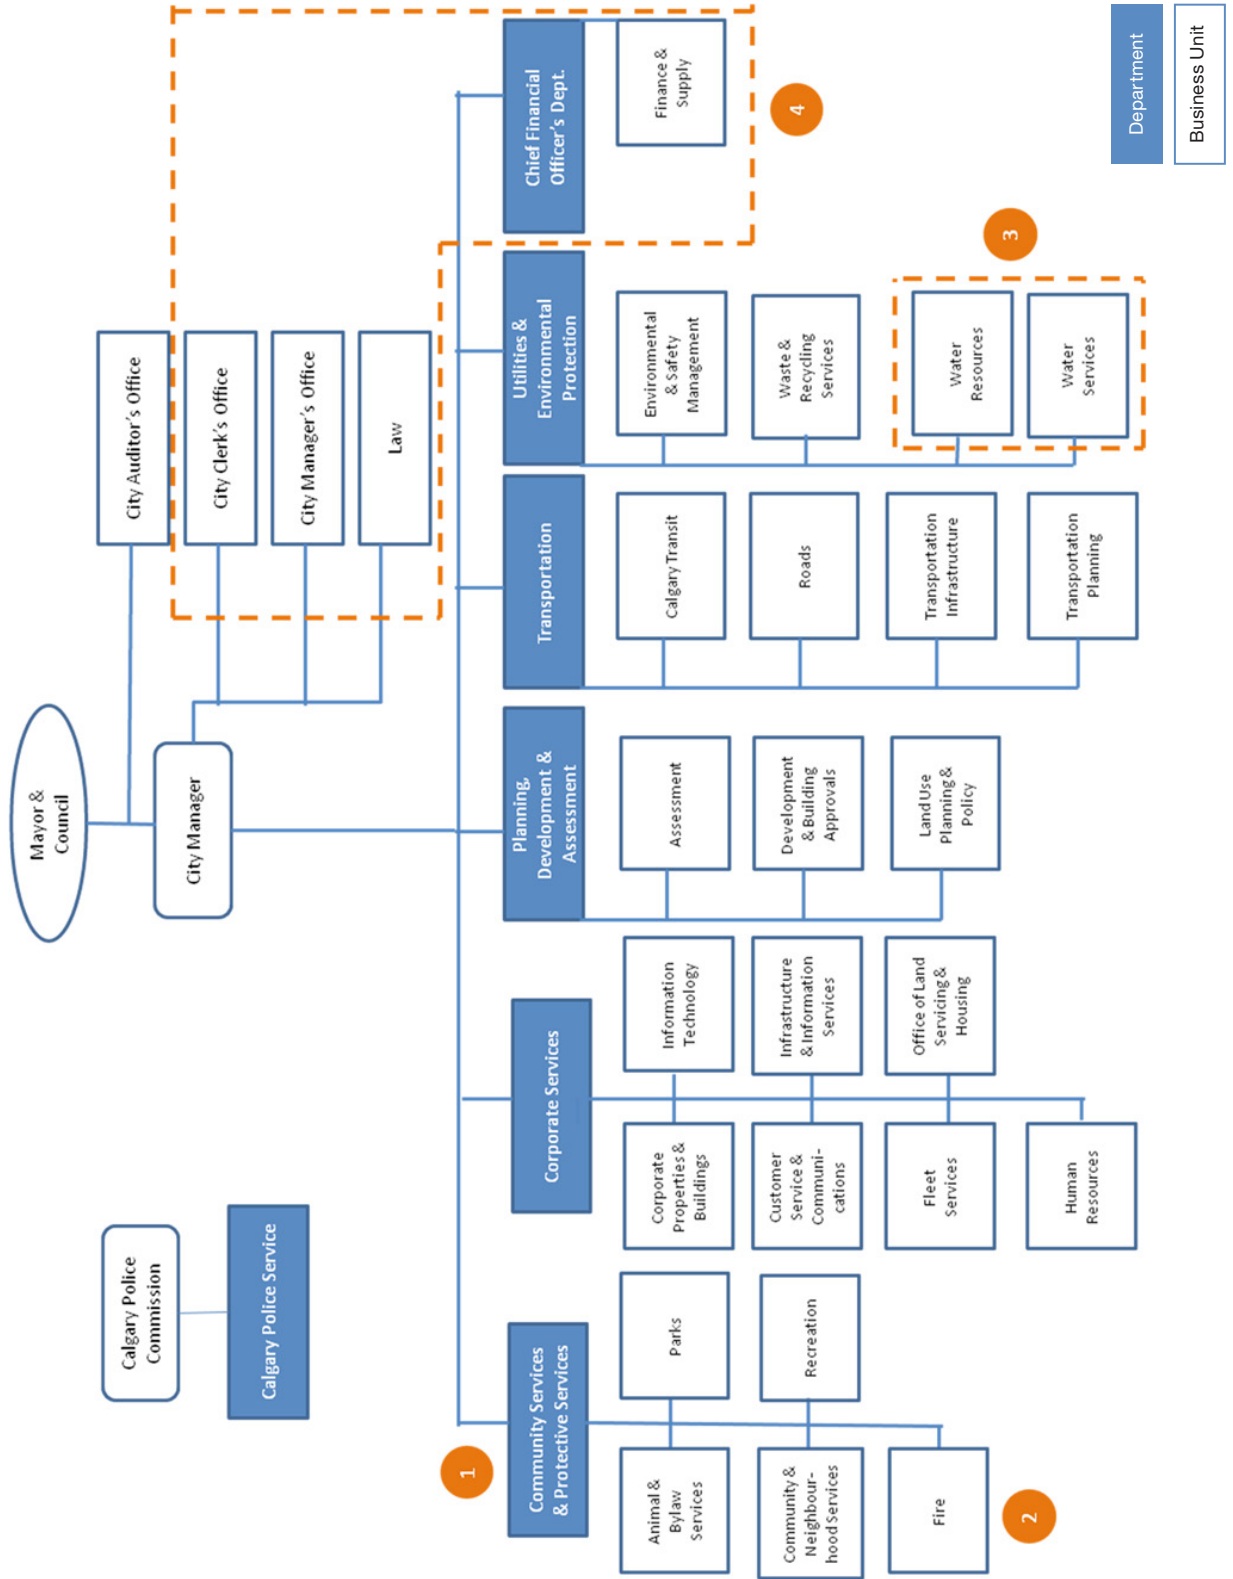 Mayor &
Council
City Manager
City Auditor's Office
City Clerk's Office
City Manager's Office
Law
Calgary Police
Commission
Calgary Police Service
1
Community Services
& Protective Services
Animal &
Bylaw
Services
Parks
Community &
Neighbour-
hood Services
Recreation
Fire
2
Corporate Services
Corporate
Properties &
Buildings
Information
Technology
Customer
Service &
Communi-
cations
Infrastructure
& Information
Services
Fleet
Services
Office of Land
Servicing &
Housing
Human
Resources
Planning,
Development &
Assessment
Assessment
Development
& Building
Approvals
Land Use
Planning &
Policy
Transportation
Calgary Transit
Roads
Transportation
Infrastructure
Transportation
Planning
Utilities &
Environmental
Protection
Environmental
& Safety
Management
Waste &
Recycling
Services
Water
Resources
Water
Services
3
Chief Financial
Officer's Dept.
Finance &
Supply
4
Department
Business Unit